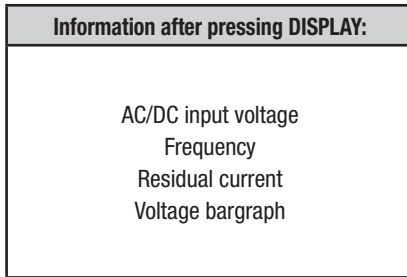 Information after pressing DISPLAY:
AC/DC input voltage
Frequency
Residual current
Voltage bargraph